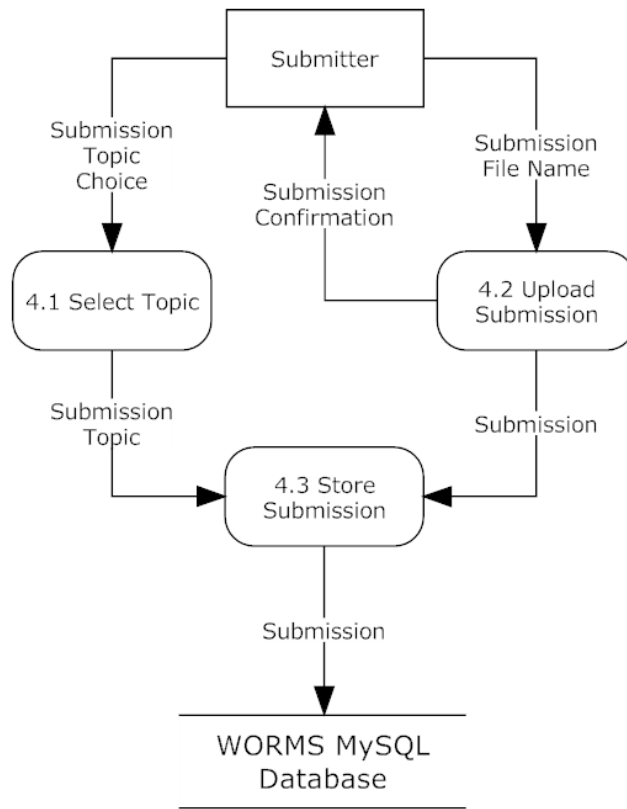 Submitter
Submission
Topic
Choice
Submission
Confirmation
Submission
File Name
4.1 Select Topic
4.2 Upload
Submission
Submission
Topic
Submission
4.3 Store
Submission
Submission
WORMS MySQL
Database